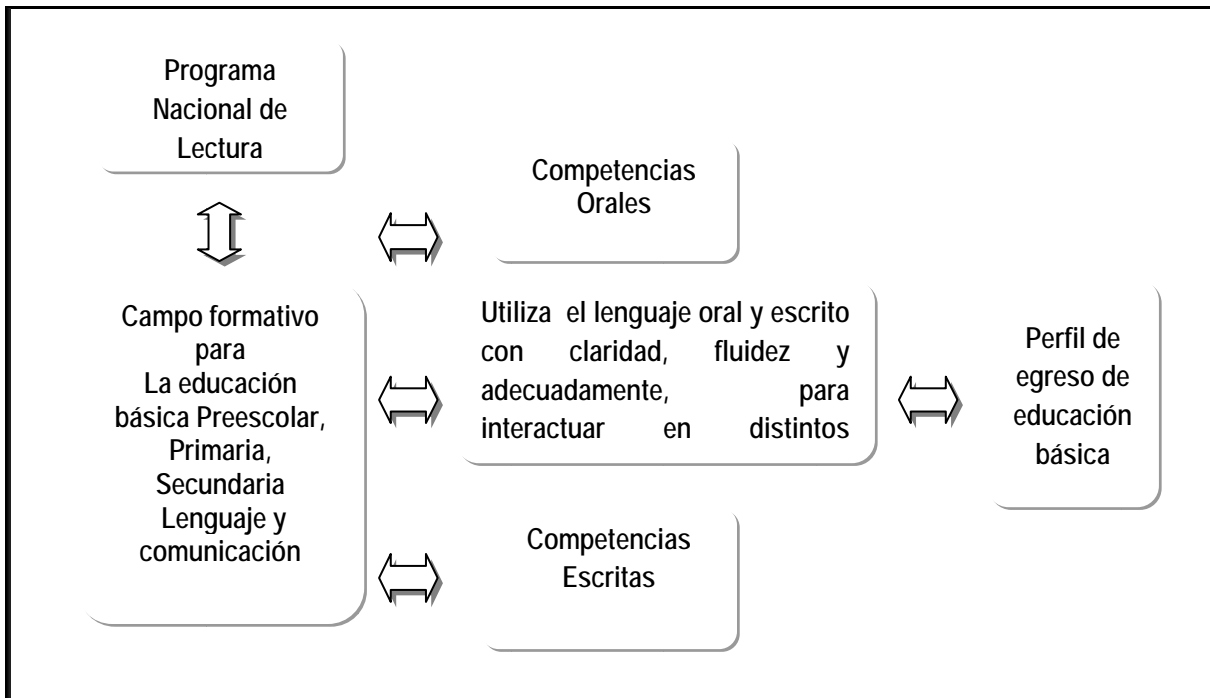 Programa
Nacional de
Lectura
Competencias
Orales
Campo formativo
para
La educación
básica Preescolar,
Primaria,
Secundaria
Lenguaje y
comunicación
Utiliza el lenguaje oral y escrito
con claridad, fluidez y
adecuadamente, para
interactuar en distintos
Perfil de
egreso de
educación
básica
Competencias
Escritas